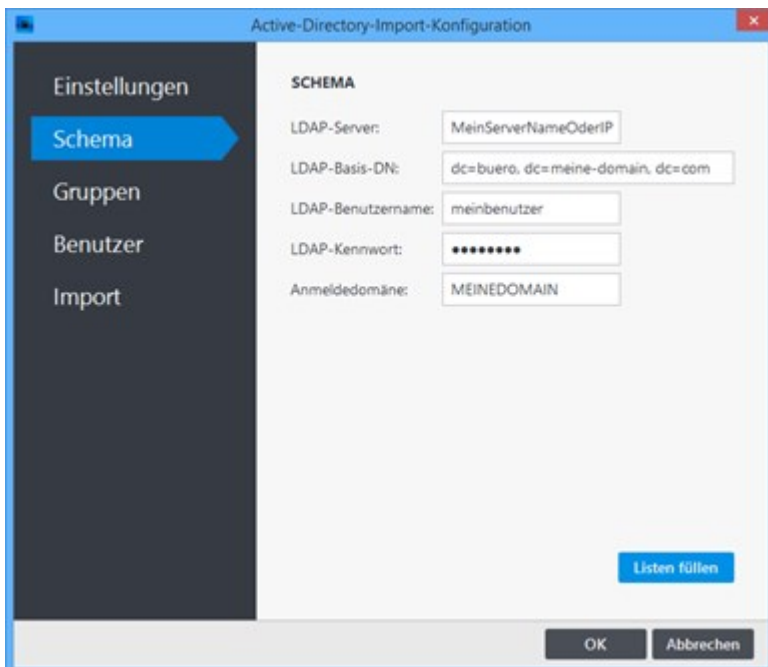 Active-Directory-Import-Konfiguration
Einstellungen
Schema
Gruppen
Benutzer
Import
SCHEMA
LDAP-Server: MeinServerNameOderIP
LDAP-Basis-DN: dc=buero, dc=meine-domain, dc=com
LDAP-Benutzername: meinbenutzer
LDAP-Kennwort: ••••••••
Anmeldedomäne: MEINEDOMAIN
Listen füllen
OK Abbrechen